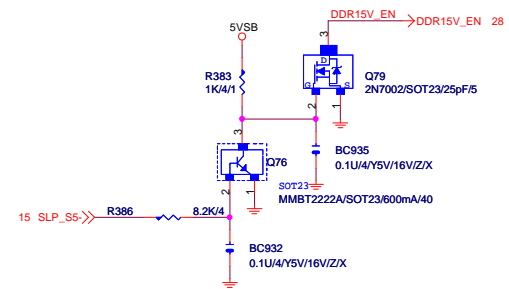 DDR15V_EN
DDR15V_EN 28
5VSB
3
D
G
S
R383
1K/4/1
Q79
2N7002/SOT23/25pF/5
2
1
3
BC935
0.1U/4/Y5V/16V/Z/X
Q76
SOT23
MMBT2222A/SOT23/600mA/40
2
1
15 SLP_S5-
R386
8.2K/4
BC932
0.1U/4/Y5V/16V/Z/X